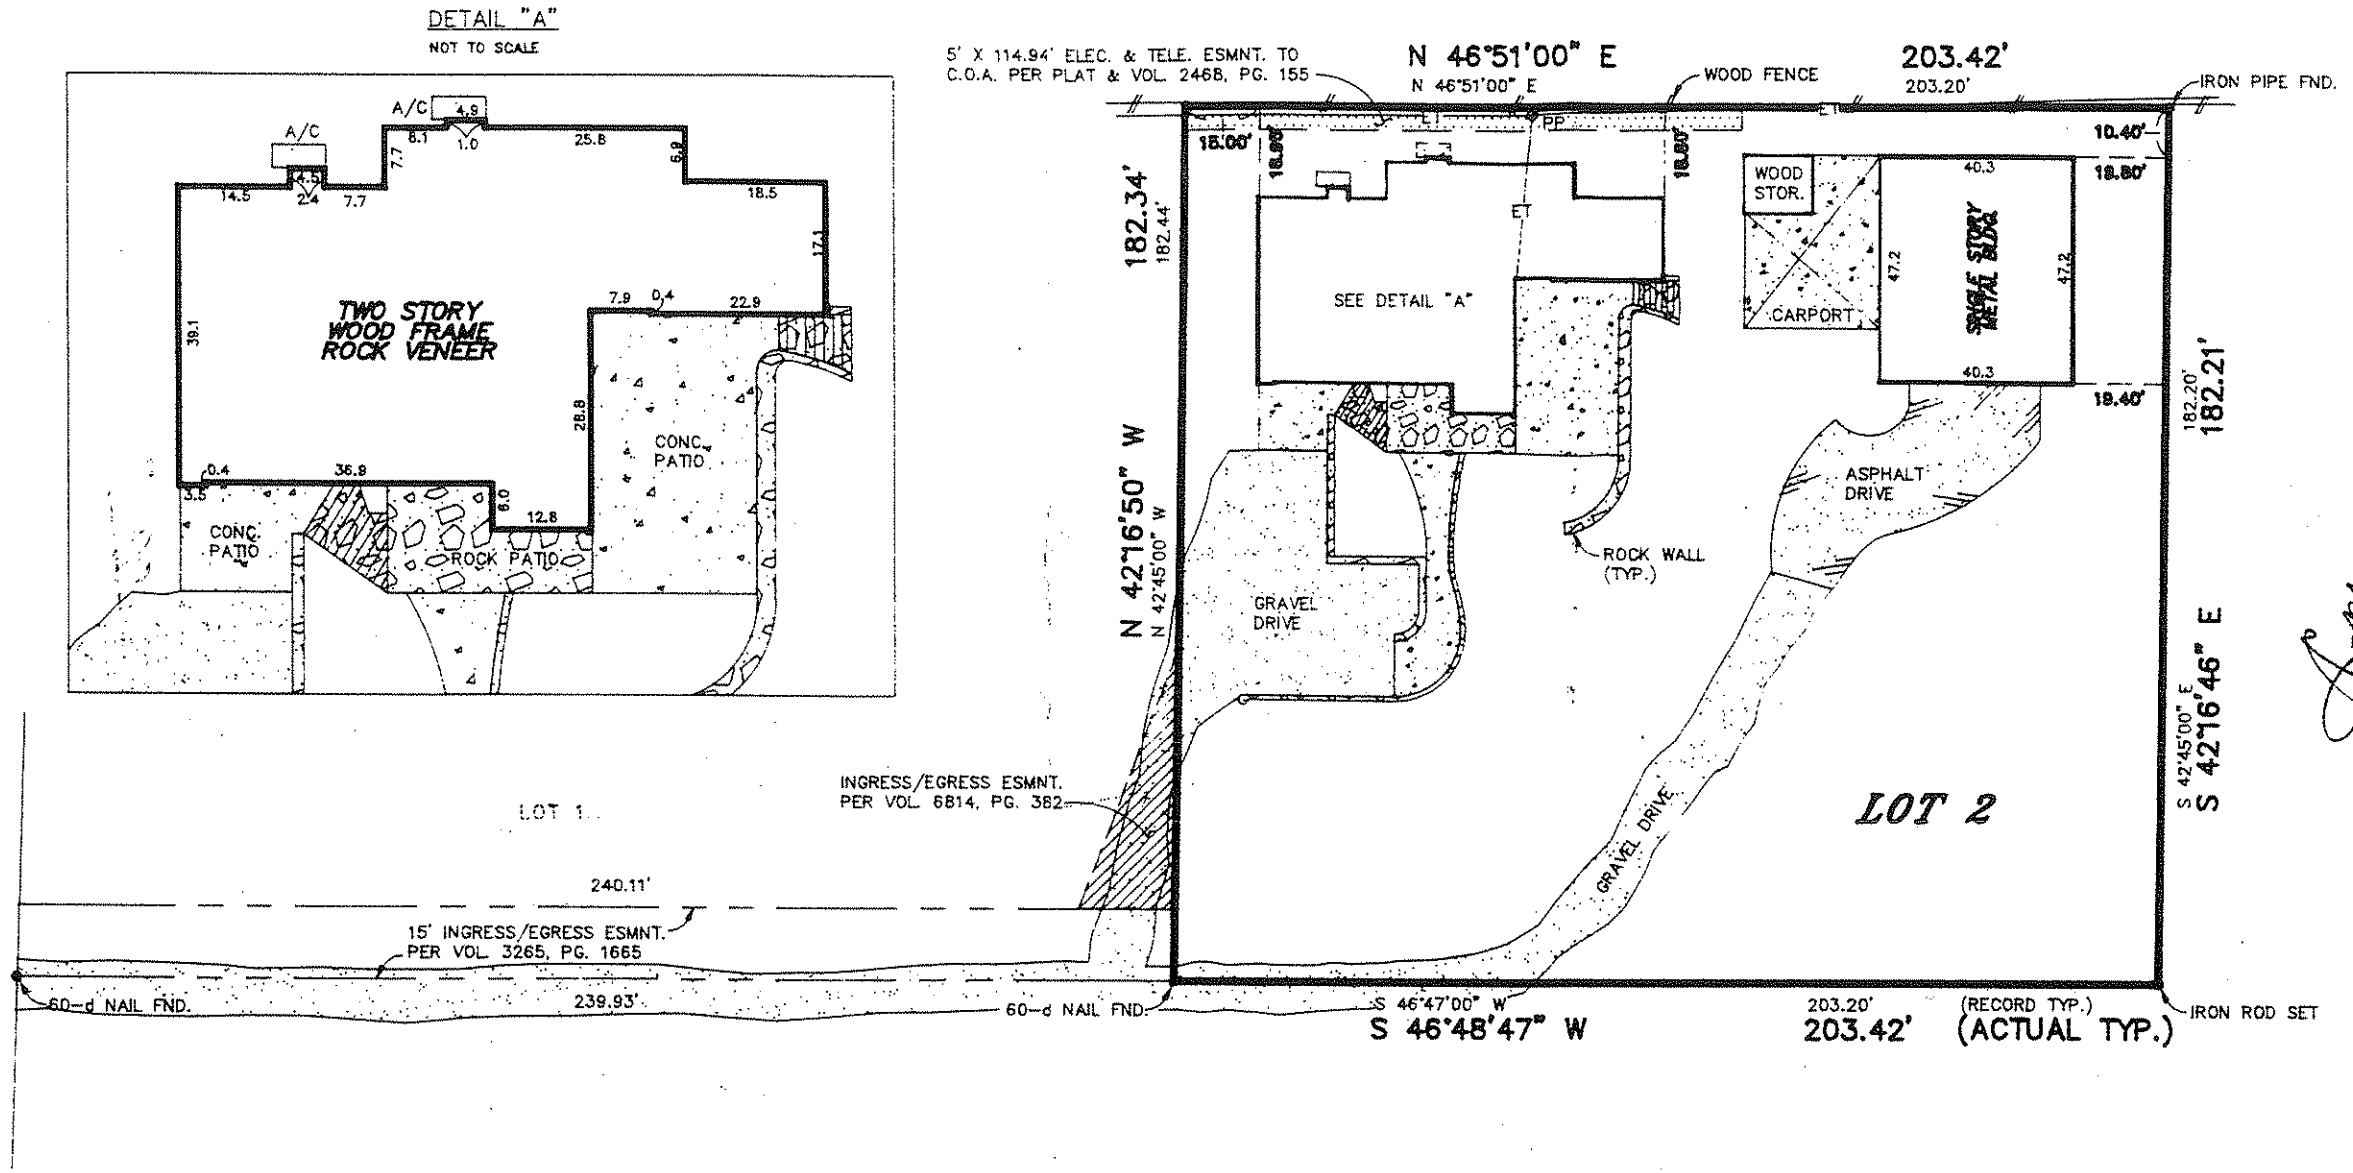 DETAIL "A"
NOT TO SCALE
A/C
4.9
A/C
8.1
1.0
25.8
7.7
6.9
4.5
14.5
2.4
7.7
18.5
17.1
39.1
TWO STORY
WOOD FRAME
ROCK VENEER
7.9
0.4
22.9
28.8
CONC.
PATIO
0.4
36.9
3.5
6.0
12.8
CONC.
PATIO
ROCK PATIO
5' X 114.94' ELEC. & TELE. ESMNT. TO
C.O.A. PER PLAT & VOL. 2468, PG. 155
N 46°51'00" E
N 46°51'00" E
WOOD FENCE
203.42'
203.20'
IRON PIPE FND.
PP
15.00'
10.40'
182.34'
182.44'
WOOD
STOR.
40.3
19.80'
ET
SEE DETAIL "A"
47.2
SINGLE STORY
METAL BLDG
47.2
CARPORT
40.3
19.40'
182.20'
182.21'
N 42°16'50" W
N 42°45'00" W
ASPHALT
DRIVE
ROCK WALL
(TYP.)
GRAVEL
DRIVE
S 42°45'00" E
S 42°16'46" E
INGRESS/EGRESS ESMNT.
PER VOL. 6814, PG. 382
LOT 1
LOT 2
GRAVEL DRIVE
240.11'
15' INGRESS/EGRESS ESMNT.
PER VOL. 3265, PG. 1665
60-d NAIL FND.
239.93'
60-d NAIL FND.
S 46°47'00" W
203.20'
(RECORD TYP.)
IRON ROD SET
S 46°48'47" W
203.42'
(ACTUAL TYP.)